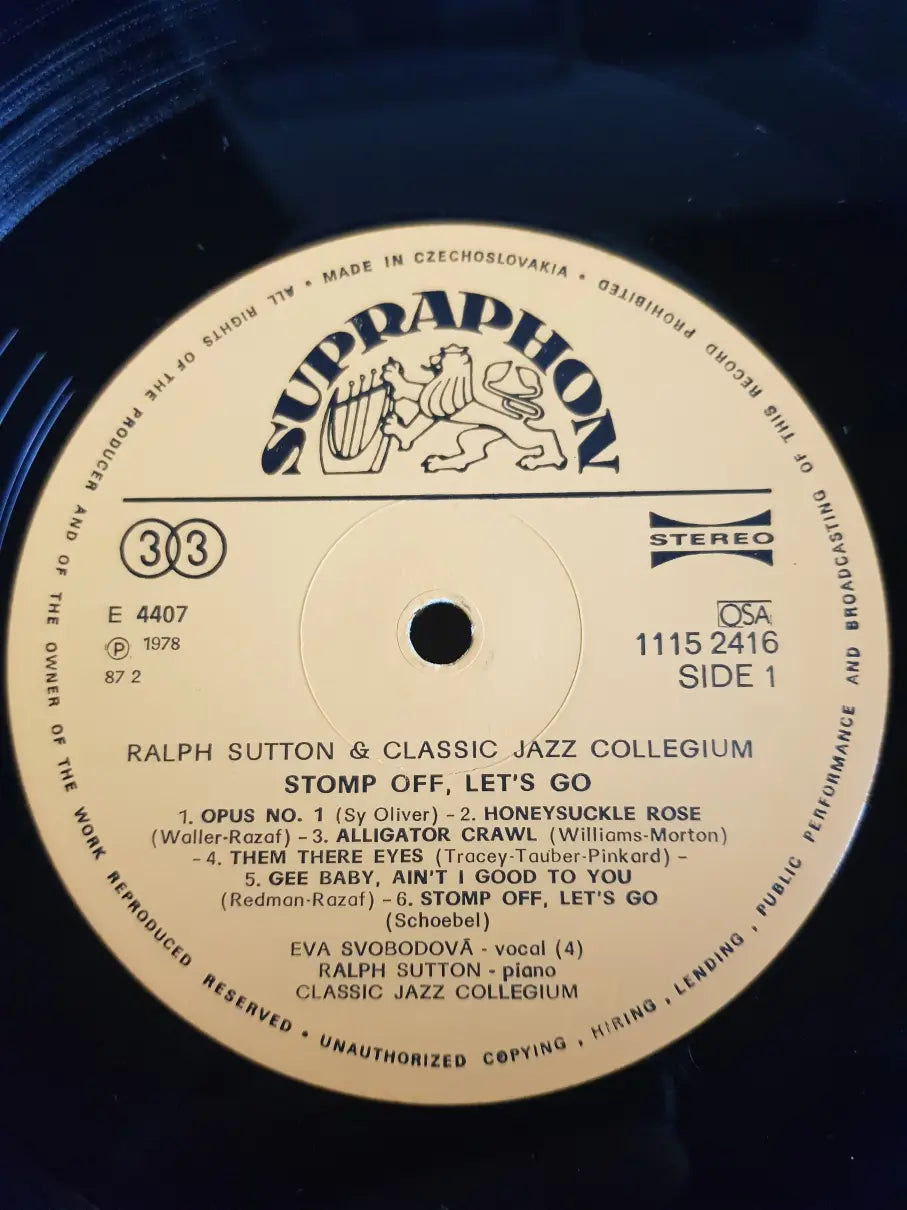 MADE IN CZECHOSLOVAKIA • ALL RIGHTS OF THE PRODUCER AND OF THE OWNER OF THE WORK REPRODUCED RESERVED • UNAUTHORIZED COPYING, HIRING, LENDING, PUBLIC PERFORMANCE AND BROADCASTING OF THIS RECORD PROHIBITED •
SUPRAPHON
33
STEREO
E 4407
Ⓟ 1978
87 2
OSA
1115 2416
SIDE 1
RALPH SUTTON & CLASSIC JAZZ COLLEGIUM
STOMP OFF, LET'S GO
1. OPUS NO. 1 (Sy Oliver) – 2. HONEYSUCKLE ROSE
(Waller-Razaf) – 3. ALLIGATOR CRAWL (Williams-Morton)
– 4. THEM THERE EYES (Tracey-Tauber-Pinkard) –
5. GEE BABY, AIN'T I GOOD TO YOU
(Redman-Razaf) – 6. STOMP OFF, LET'S GO
(Schoebel)
EVA SVOBODOVÁ - vocal (4)
RALPH SUTTON - piano
CLASSIC JAZZ COLLEGIUM